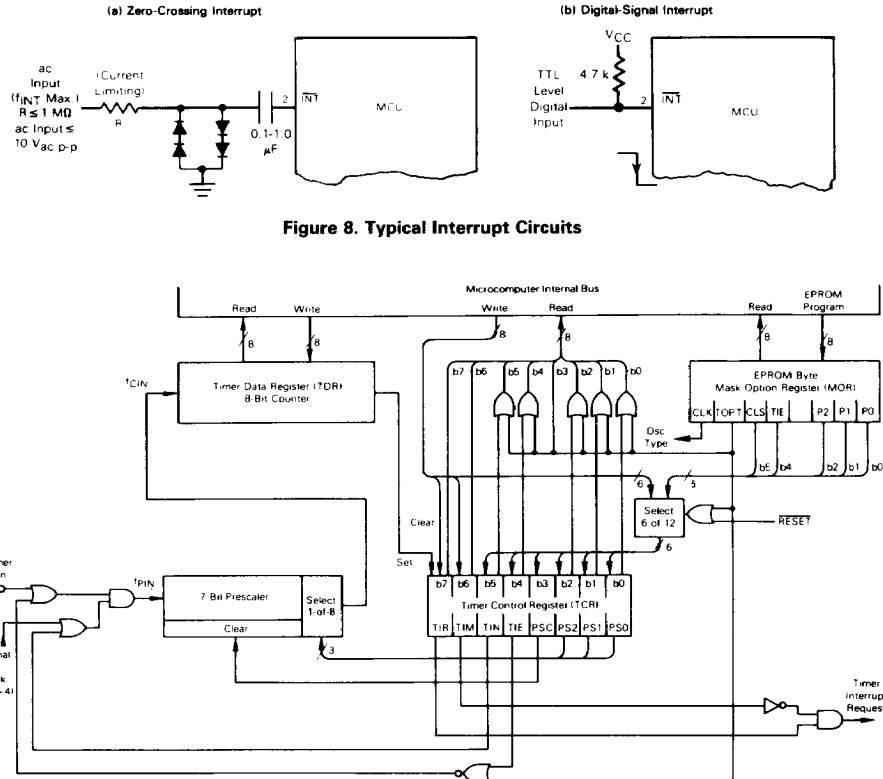 (a) Zero-Crossing Interrupt
(b) Digital-Signal Interrupt
ac
Input
(fINT Max.)
R ≤ 1 MΩ
ac Input ≤
10 Vac p-p
(Current
Limiting)
R
0.1-1.0
µF
2
INT
MCU
VCC
4.7 k
TTL
Level
Digital
Input
2
INT
MCU
Figure 8. Typical Interrupt Circuits
Microcomputer Internal Bus
Read
Write
Write
Read
Read
EPROM
Program
8
8
8
8
8
8
fCIN
Timer Data Register (TDR)
8-Bit Counter
b7
b6
b5
b4
b3
b2
b1
b0
EPROM Byte
Mask Option Register (MOR)
CLK
TOPT
CLS
TIE
P2
P1
P0
Osc
Type
b5
b4
b2
b1
b0
6
5
Select
6 of 12
RESET
6
Clear
Set
fPIN
7 Bit Prescaler
Select
1-of-8
Clear
3
b7
b6
b5
b4
b3
b2
b1
b0
Timer Control Register (TCR)
TIR
TIM
TIN
TIE
PSC
PS2
PS1
PS0
Timer
Interrup
Request
mer
n
nal
k
4)